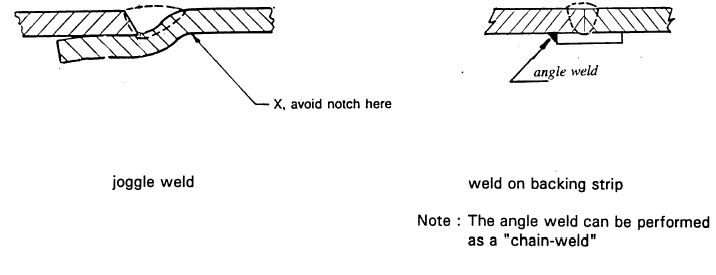 X, avoid notch here
angle weld
joggle weld
weld on backing strip
Note : The angle weld can be performed
as a "chain-weld"